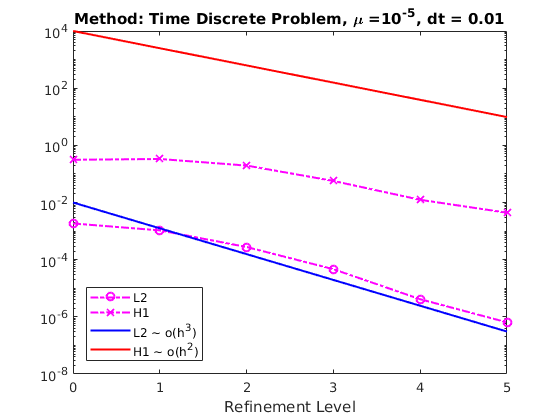 Method: Time Discrete Problem, μ =10^-5, dt = 0.01
10^4
10^2
10^0
10^-2
10^-4
10^-6
10^-8
L2
H1
L2 ~ o(h^3)
H1 ~ o(h^2)
0 1 2 3 4 5
Refinement Level